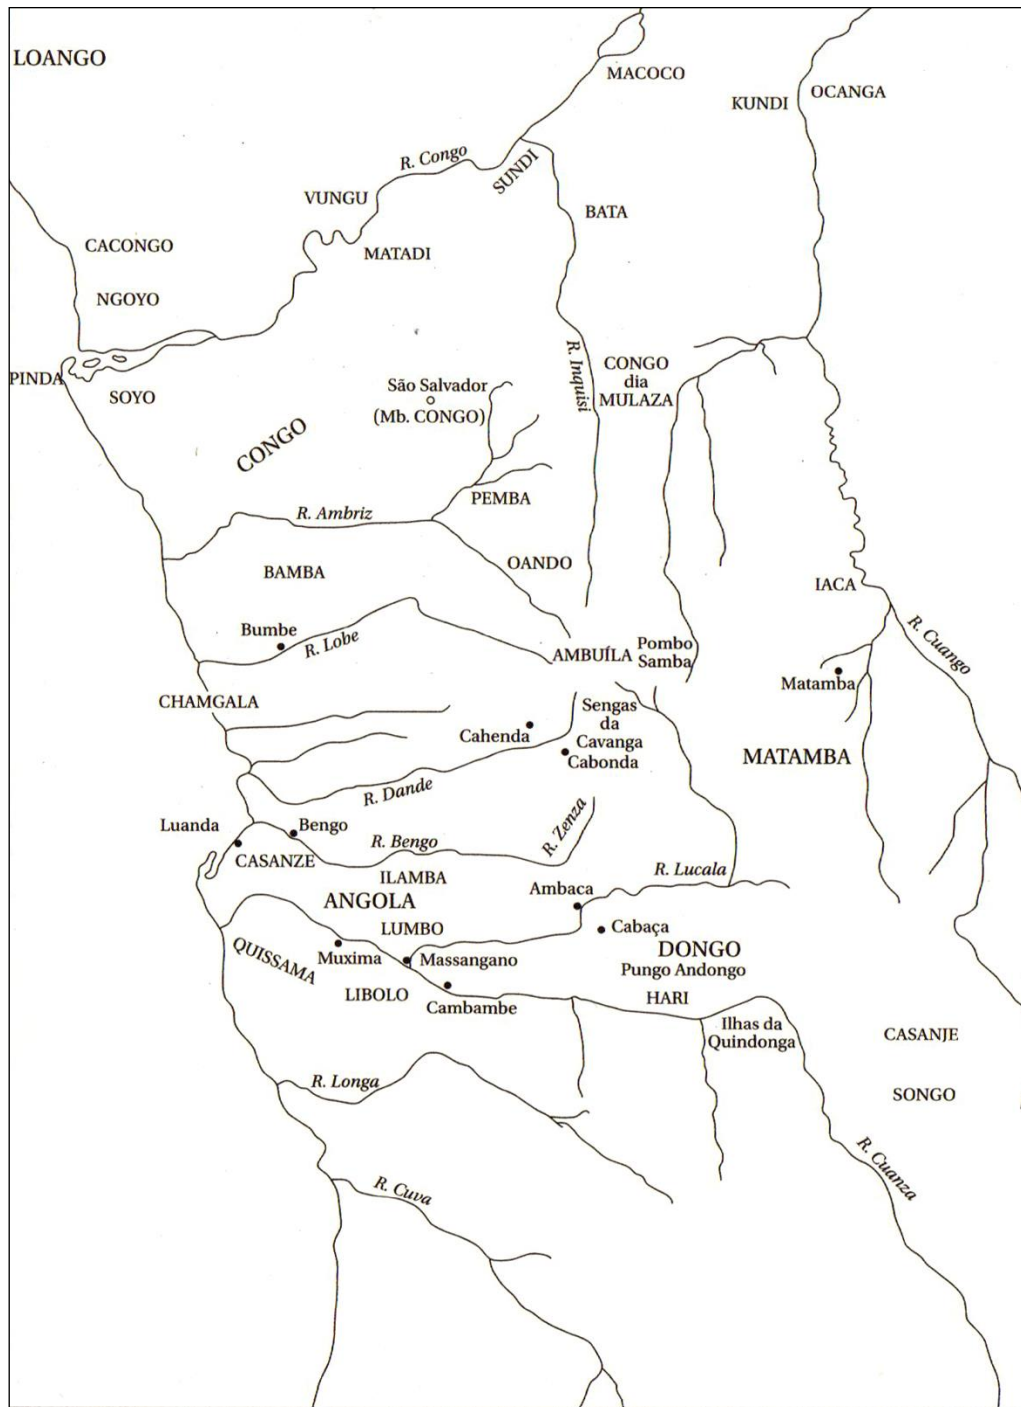 LOANGO
MACOCO
KUNDI
OCANGA
R. Congo
SUNDI
VUNGU
BATA
CACONGO
MATADI
NGOYO
R. Inquisi
PINDA
SOYO
São Salvador
(Mb. CONGO)
CONGO
dia
MULAZA
CONGO
PEMBA
R. Ambriz
OANDO
BAMBA
IACA
Bumbe
R. Lobe
R. Cuango
AMBUÍLA
Pombo
Samba
Matamba
CHAMGALA
Sengas
da
Cavanga
Cahenda
Cabonda
MATAMBA
R. Dande
Luanda
Bengo
R. Bengo
R. Zenza
CASANZE
ILAMBA
R. Lucala
ANGOLA
Ambaca
LUMBO
Cabaça
QUISSAMA
Muxima
Massangano
DONGO
Pungo Andongo
LIBOLO
Cambambe
HARI
Ilhas da
Quindonga
CASANJE
R. Longa
SONGO
R. Cuanza
R. Cuva